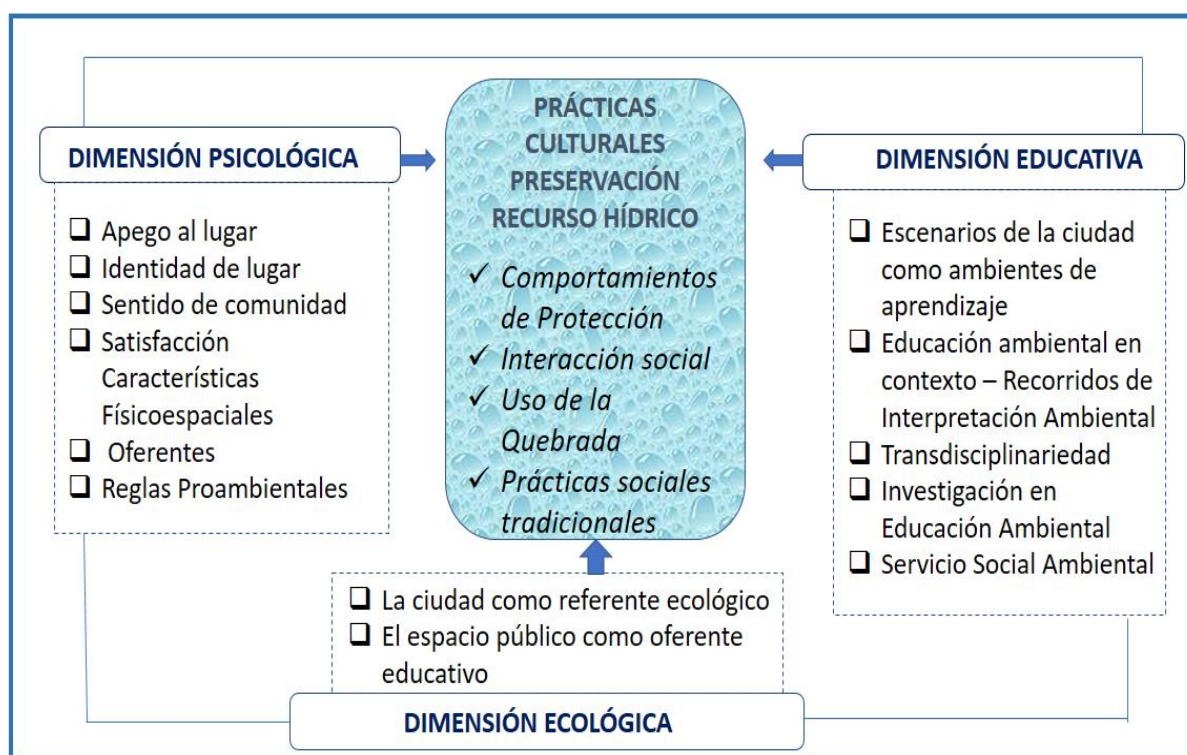 DIMENSIÓN PSICOLÓGICA
❑ Apego al lugar
❑ Identidad de lugar
❑ Sentido de comunidad
❑ Satisfacción
Características
Físicoespaciales
❑ Oferentes
❑ Reglas Proambientales
PRÁCTICAS
CULTURALES
PRESERVACIÓN
RECURSO HÍDRICO
✓ Comportamientos
de Protección
✓ Interacción social
✓ Uso de la
Quebrada
✓ Prácticas sociales
tradicionales
DIMENSIÓN EDUCATIVA
❑ Escenarios de la ciudad
como ambientes de
aprendizaje
❑ Educación ambiental en
contexto – Recorridos de
Interpretación Ambiental
❑ Transdisciplinariedad
❑ Investigación en
Educación Ambiental
❑ Servicio Social Ambiental
❑ La ciudad como referente ecológico
❑ El espacio público como oferente
educativo
DIMENSIÓN ECOLÓGICA